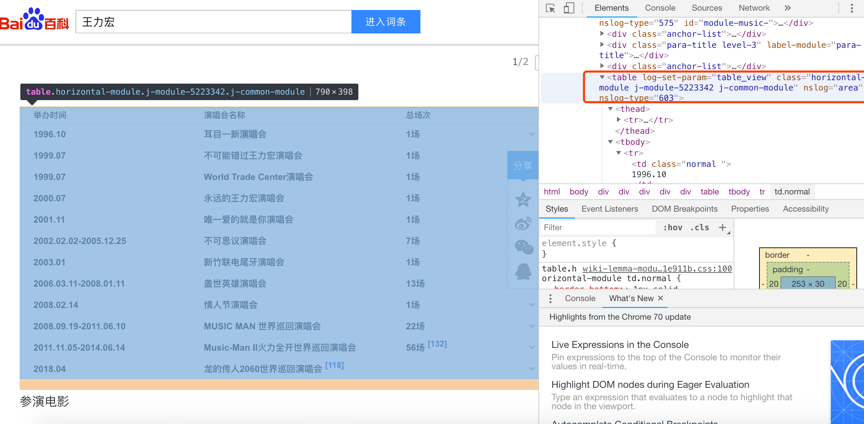 Bai du 百科
王力宏
进入词条
1/2
table.horizontal-module.j-module-5223342.j-common-module | 790×398
举办时间 演唱会名称 总场次
1996.10 耳目一新演唱会 1场
1999.07 不可能错过王力宏演唱会 1场
1999.07 World Trade Center演唱会 1场
2000.07 永远的王力宏演唱会 1场
2001.11 唯一爱的就是你演唱会 1场
2002.02.02-2005.12.25 不可思议演唱会 7场
2003.01 新竹联电尾牙演唱会 1场
2006.03.11-2008.01.11 盖世英雄演唱会 13场
2008.02.14 情人节演唱会 1场
2008.09.19-2011.06.10 MUSIC MAN 世界巡回演唱会 22场
2011.11.05-2014.06.14 Music-Man II火力全开世界巡回演唱会 56场 [132]
2018.04 龙的传人2060世界巡回演唱会 [118]
分享
参演电影
Elements Console Sources Network »
nslog-type="575" id="module-music-">…</div>
<div class="anchor-list">…</div>
<div class="para-title level-3" label-module="para-
title">…</div>
<div class="anchor-list">…</div>
<table log-set-param="table_view" class="horizontal-
module j-module-5223342 j-common-module" nslog="area"
nslog-type="603">
<thead>
<tr>…</tr>
</thead>
<tbody>
<tr>
<td class="normal ">
1996.10
html body div div div div div table tbody tr td.normal
Styles Event Listeners DOM Breakpoints Properties Accessibility
Filter :hov .cls +
element.style {
}
table.h wiki-lemma-modu…1e911b.css:100
orizontal-module td.normal {
border - 
padding -
- 20 253 × 30 20 -
Console What's New ×
Highlights from the Chrome 70 update
Live Expressions in the Console
Pin expressions to the top of the Console to monitor their
values in real-time.
Highlight DOM nodes during Eager Evaluation
Type an expression that evaluates to a node to highlight that
node in the viewport.